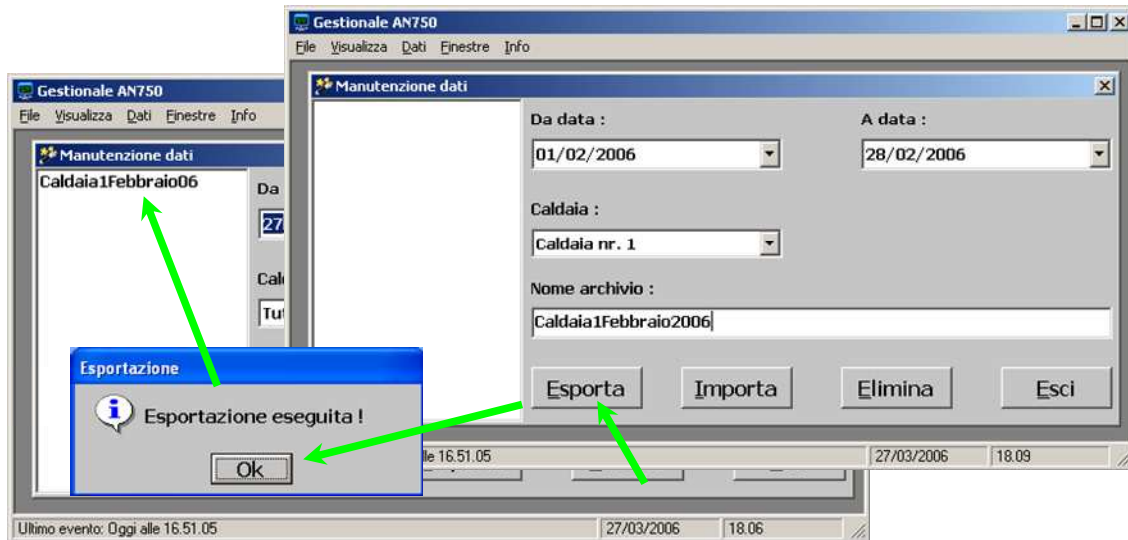 Gestionale AN750
File Visualizza Dati Finestre Info
Manutenzione dati
Da data :
A data :
01/02/2006
28/02/2006
Caldaia :
Caldaia nr. 1
Nome archivio :
Caldaia1Febbraio2006
Esporta Importa Elimina Esci
lle 16.51.05
27/03/2006 18.09
Gestionale AN750
File Visualizza Dati Finestre Info
Manutenzione dati
Caldaia1Febbraio06
Da
27
Cal
Tu
Esportazione
Esportazione eseguita !
Ok
Ultimo evento: Oggi alle 16.51.05
27/03/2006 18.06